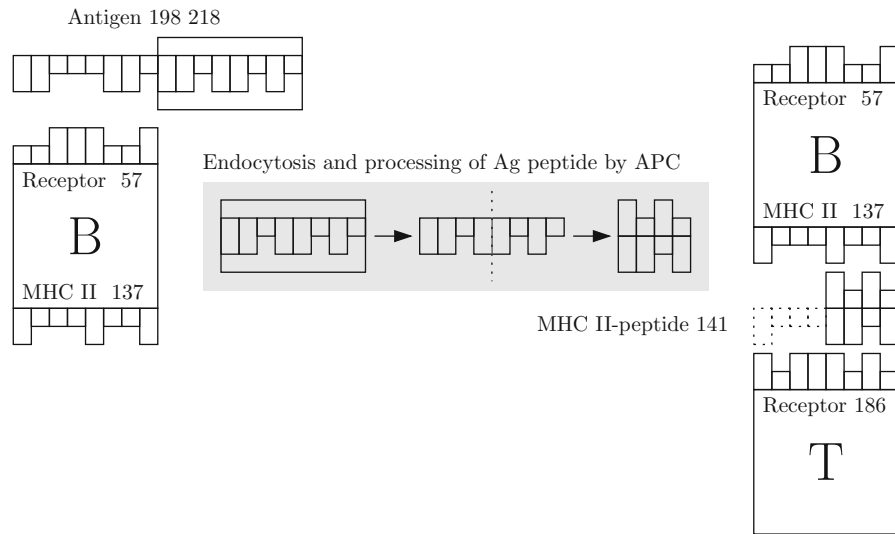 Antigen 198 218
Receptor 57
B
MHC II 137
Endocytosis and processing of Ag peptide by APC
MHC II-peptide 141
Receptor 57
B
MHC II 137
Receptor 186
T